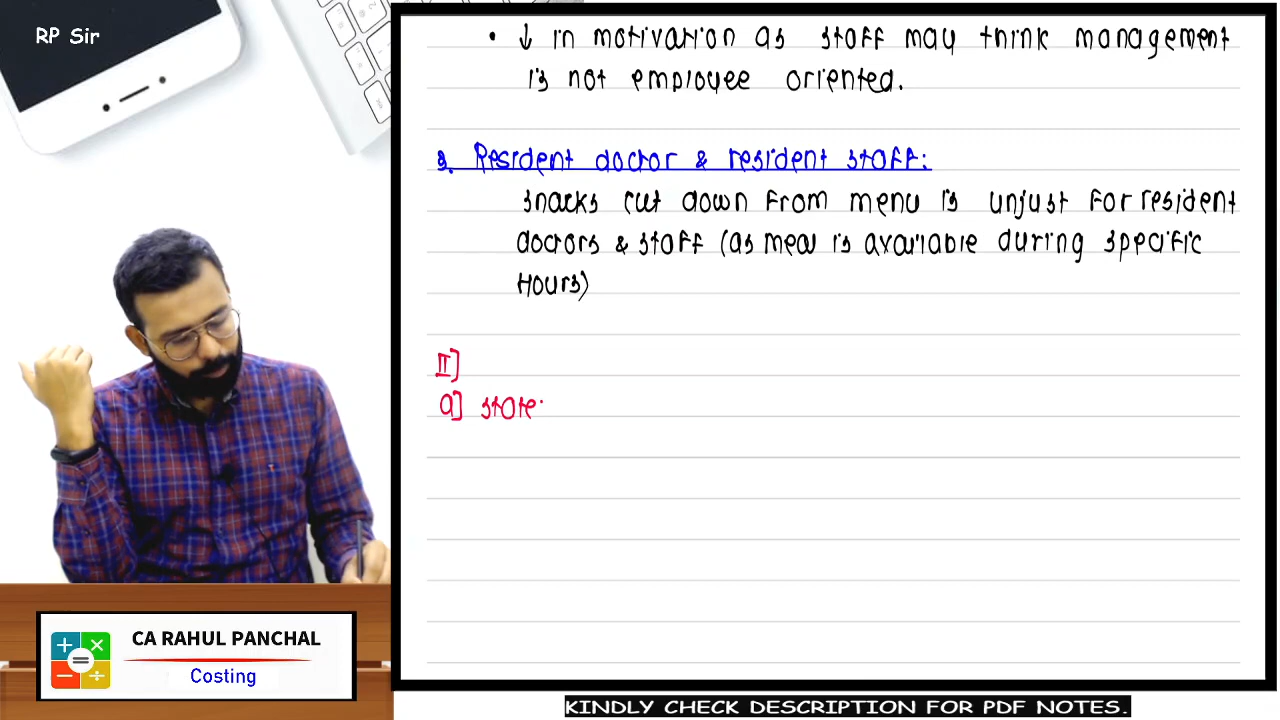 RP Sir
• ↓ in motivation as staff may think management
is not employee oriented.
3. Resident doctor & resident staff:
Snacks cut down from menu is unjust for resident
doctors & staff (as meal is available during specific
Hours)
II]
a] State
CA RAHUL PANCHAL
Costing
KINDLY CHECK DESCRIPTION FOR PDF NOTES.